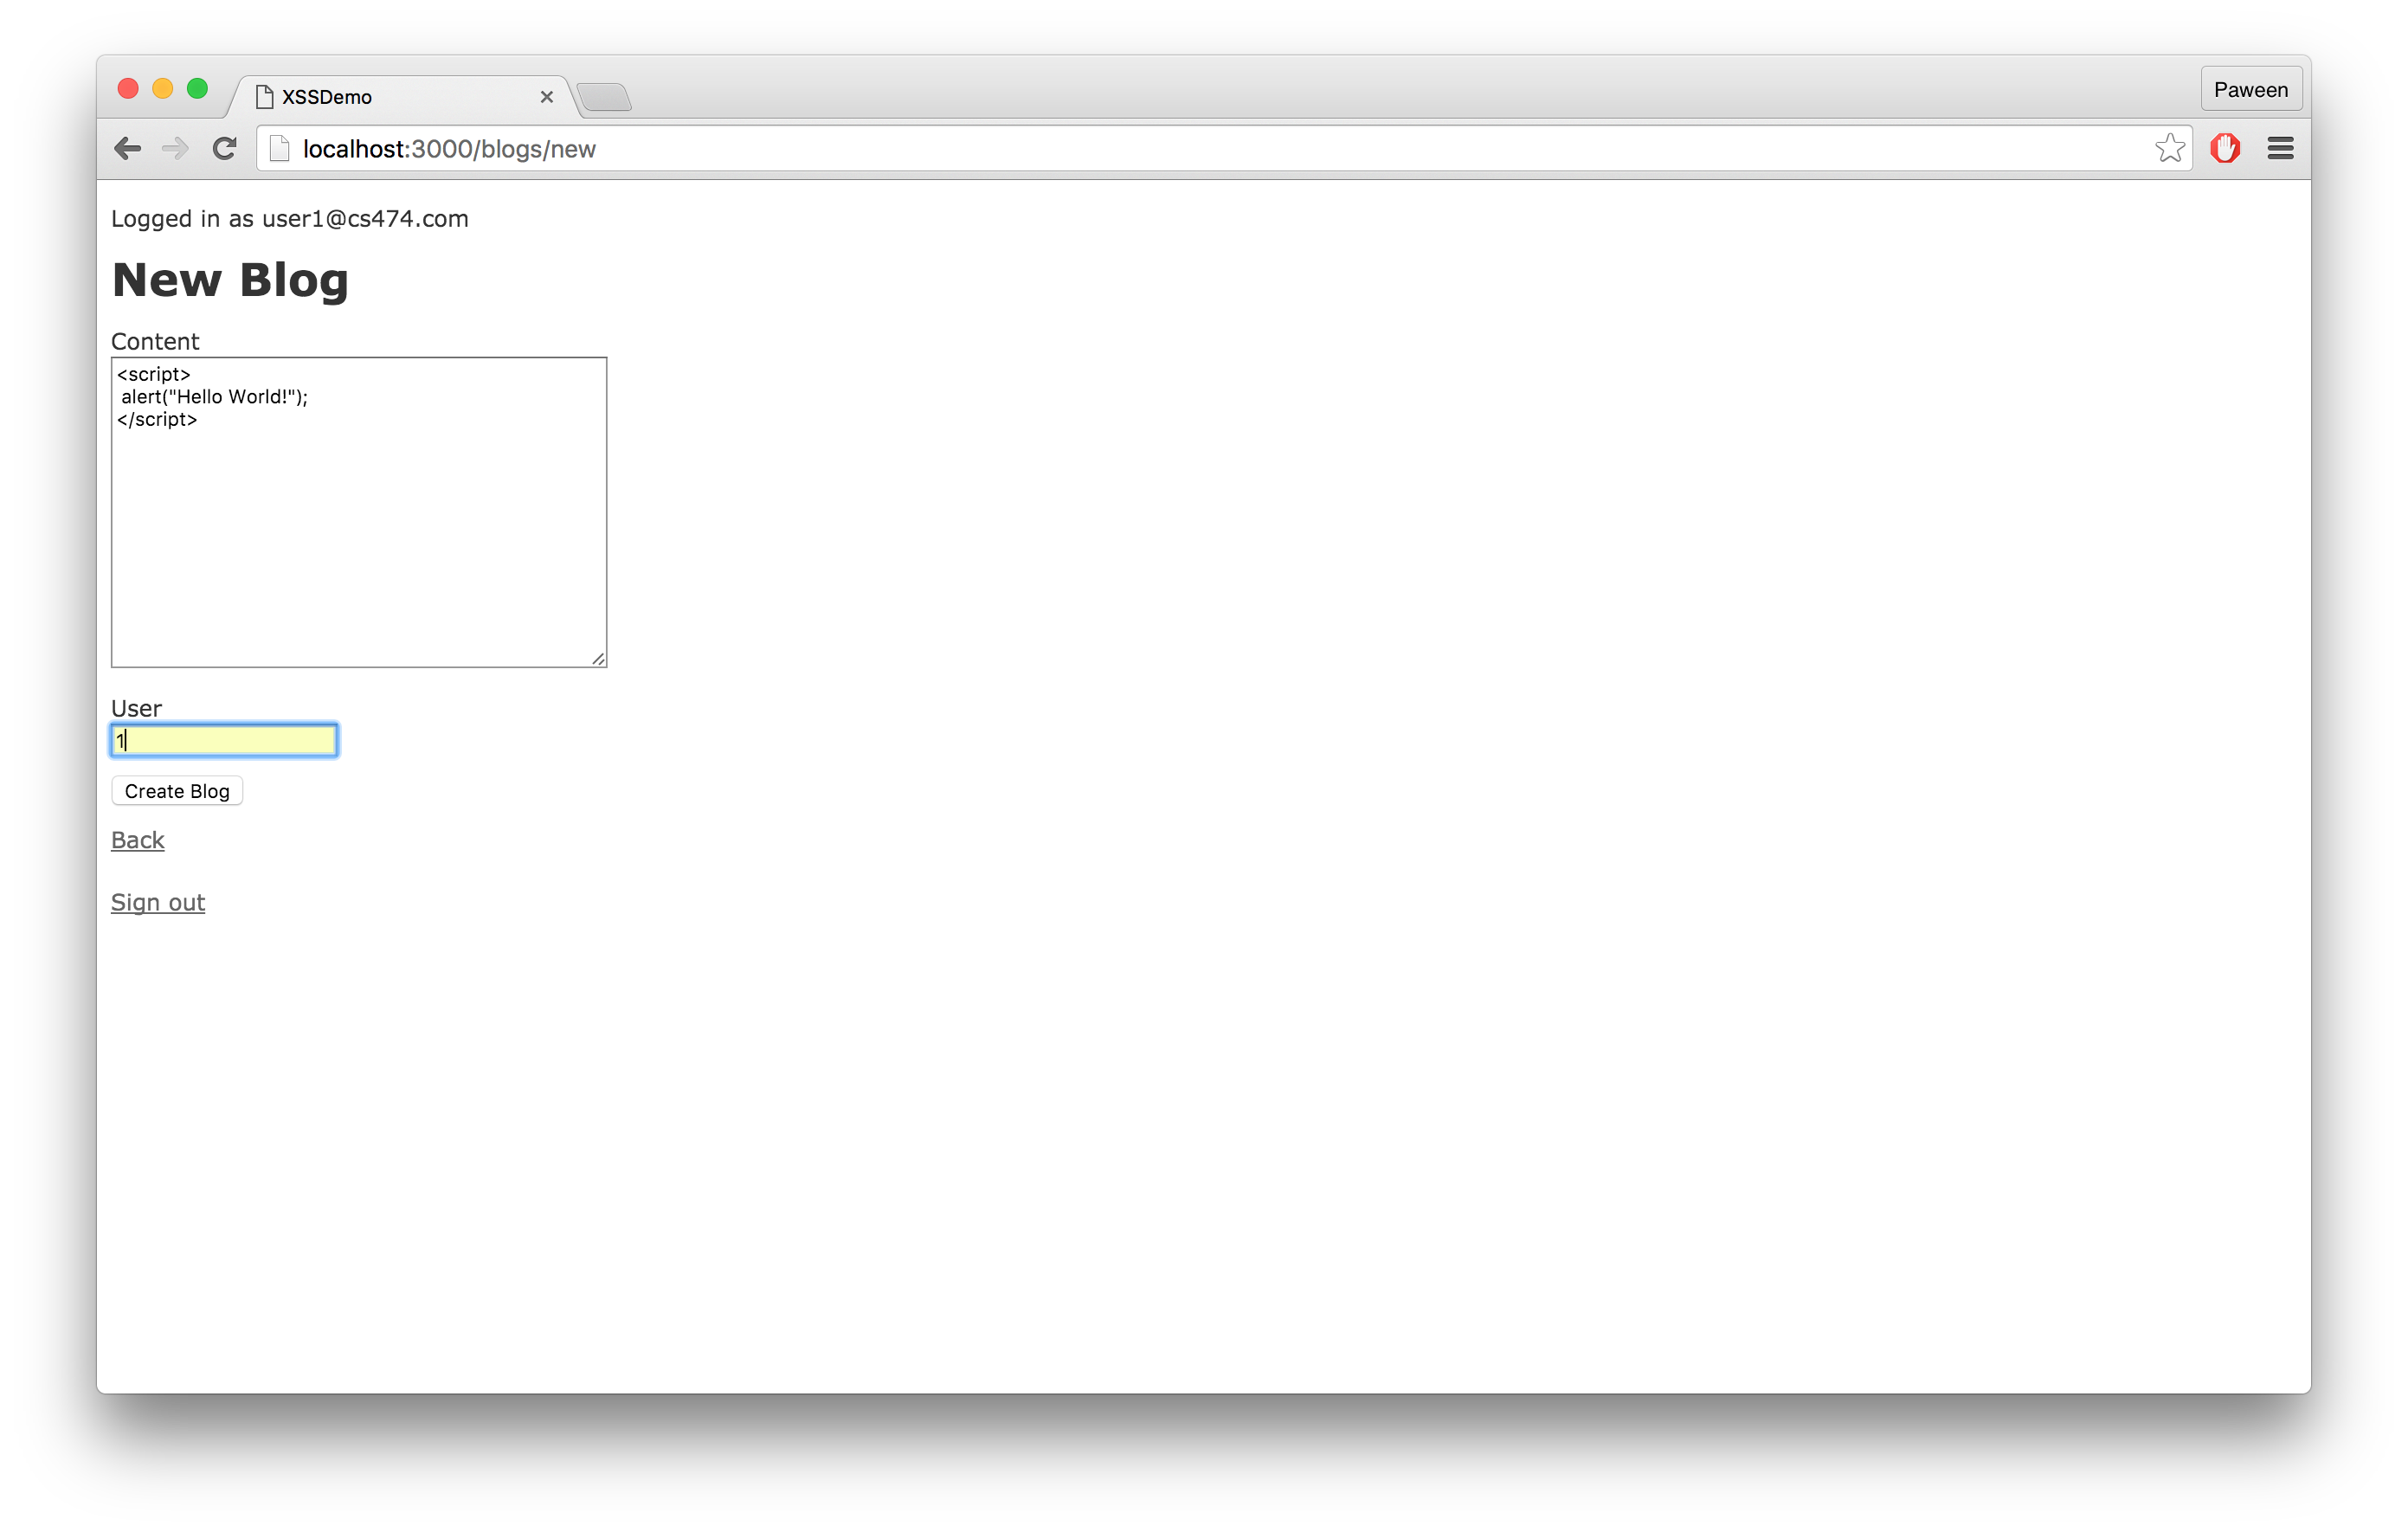 XSSDemo
Paween
localhost:3000/blogs/new
Logged in as user1@cs474.com
New Blog
Content
<script>
 alert("Hello World!");
</script>
User
1
Create Blog
Back
Sign out